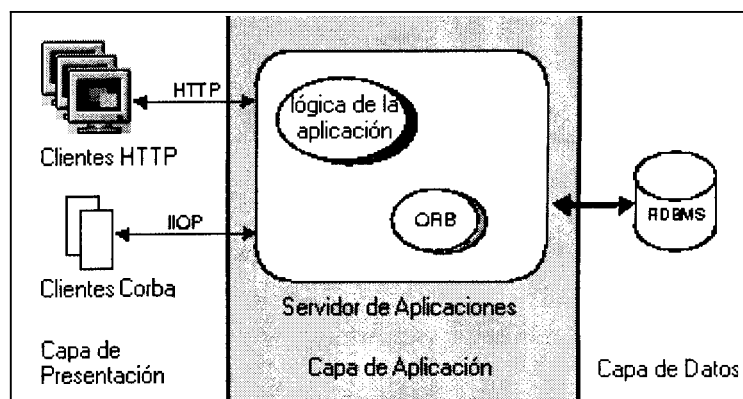 HTTP
lógica de la
aplicación
Clientes HTTP
IIOP
ORB
RDBMS
Clientes Corba
Servidor de Aplicaciones
Capa de
Presentación
Capa de Aplicación
Capa de Datos